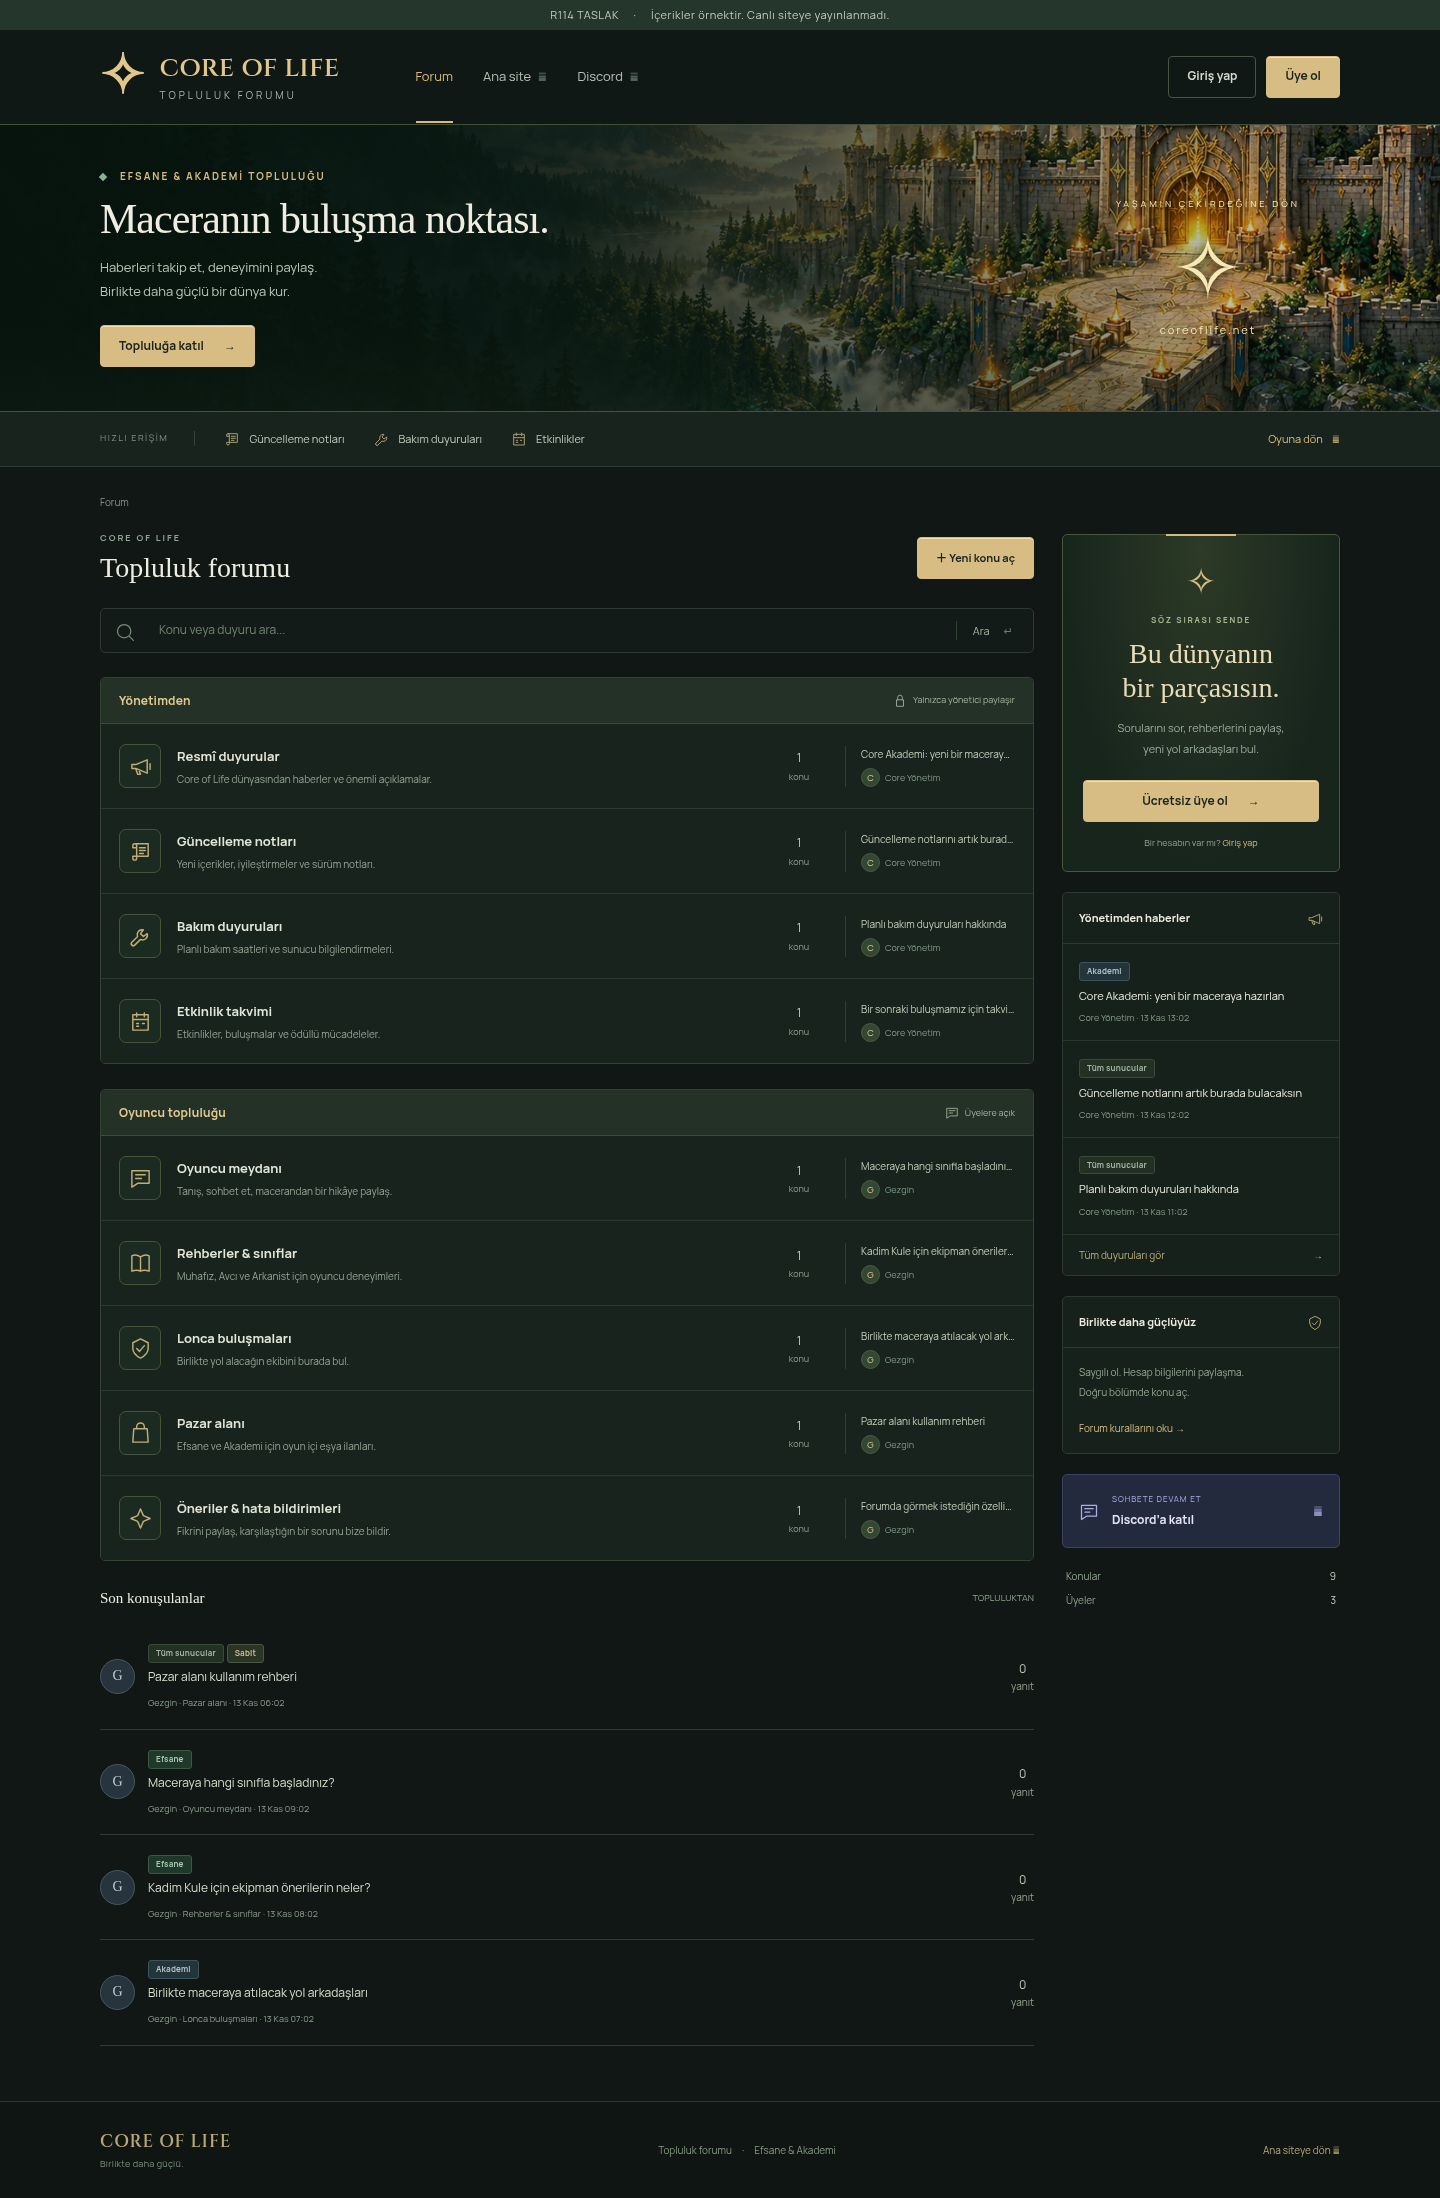 R114 TASLAK · İçerikler örnektir. Canlı siteye yayınlanmadı.
CORE OF LIFE
TOPLULUK FORUMU
Forum
Ana site
Discord
Giriş yap
Üye ol
EFSANE & AKADEMİ TOPLULUĞU
Maceranın buluşma noktası.
Haberleri takip et, deneyimini paylaş.
Birlikte daha güçlü bir dünya kur.
Topluluğa katıl →
YAŞAMIN ÇEKİRDEĞİNE DÖN
coreoflife.net
HIZLI ERİŞİM
Güncelleme notları
Bakım duyuruları
Etkinlikler
Oyuna dön
Forum
CORE OF LIFE
Topluluk forumu
+ Yeni konu aç
Konu veya duyuru ara...
Ara ↵
Yönetimden
Yalnızca yönetici paylaşır
Resmî duyurular
Core of Life dünyasından haberler ve önemli açıklamalar.
1
konu
Core Akademi: yeni bir maceray...
C Core Yönetim
Güncelleme notları
Yeni içerikler, iyileştirmeler ve sürüm notları.
1
konu
Güncelleme notlarını artık burad...
C Core Yönetim
Bakım duyuruları
Planlı bakım saatleri ve sunucu bilgilendirmeleri.
1
konu
Planlı bakım duyuruları hakkında
C Core Yönetim
Etkinlik takvimi
Etkinlikler, buluşmalar ve ödüllü mücadeleler.
1
konu
Bir sonraki buluşmamız için takvi...
C Core Yönetim
Oyuncu topluluğu
Üyelere açık
Oyuncu meydanı
Tanış, sohbet et, macerandan bir hikâye paylaş.
1
konu
Maceraya hangi sınıfla başladını...
G Gezgin
Rehberler & sınıflar
Muhafız, Avcı ve Arkanist için oyuncu deneyimleri.
1
konu
Kadim Kule için ekipman öneriler...
G Gezgin
Lonca buluşmaları
Birlikte yol alacağın ekibini burada bul.
1
konu
Birlikte maceraya atılacak yol ark...
G Gezgin
Pazar alanı
Efsane ve Akademi için oyun içi eşya ilanları.
1
konu
Pazar alanı kullanım rehberi
G Gezgin
Öneriler & hata bildirimleri
Fikrini paylaş, karşılaştığın bir sorunu bize bildir.
1
konu
Forumda görmek istediğin özelli...
G Gezgin
Son konuşulanlar
TOPLULUKTAN
G
Tüm sunucular Sabit
Pazar alanı kullanım rehberi
Gezgin · Pazar alanı · 13 Kas 06:02
0
yanıt
G
Efsane
Maceraya hangi sınıfla başladınız?
Gezgin · Oyuncu meydanı · 13 Kas 09:02
0
yanıt
G
Efsane
Kadim Kule için ekipman önerilerin neler?
Gezgin · Rehberler & sınıflar · 13 Kas 08:02
0
yanıt
G
Akademi
Birlikte maceraya atılacak yol arkadaşları
Gezgin · Lonca buluşmaları · 13 Kas 07:02
0
yanıt
SÖZ SIRASI SENDE
Bu dünyanın
bir parçasısın.
Sorularını sor, rehberlerini paylaş,
yeni yol arkadaşları bul.
Ücretsiz üye ol →
Bir hesabın var mı? Giriş yap
Yönetimden haberler
Akademi
Core Akademi: yeni bir maceraya hazırlan
Core Yönetim · 13 Kas 13:02
Tüm sunucular
Güncelleme notlarını artık burada bulacaksın
Core Yönetim · 13 Kas 12:02
Tüm sunucular
Planlı bakım duyuruları hakkında
Core Yönetim · 13 Kas 11:02
Tüm duyuruları gör →
Birlikte daha güçlüyüz
Saygılı ol. Hesap bilgilerini paylaşma.
Doğru bölümde konu aç.
Forum kurallarını oku →
SOHBETE DEVAM ET
Discord'a katıl
Konular 9
Üyeler 3
CORE OF LIFE
Birlikte daha güçlü.
Topluluk forumu · Efsane & Akademi
Ana siteye dön